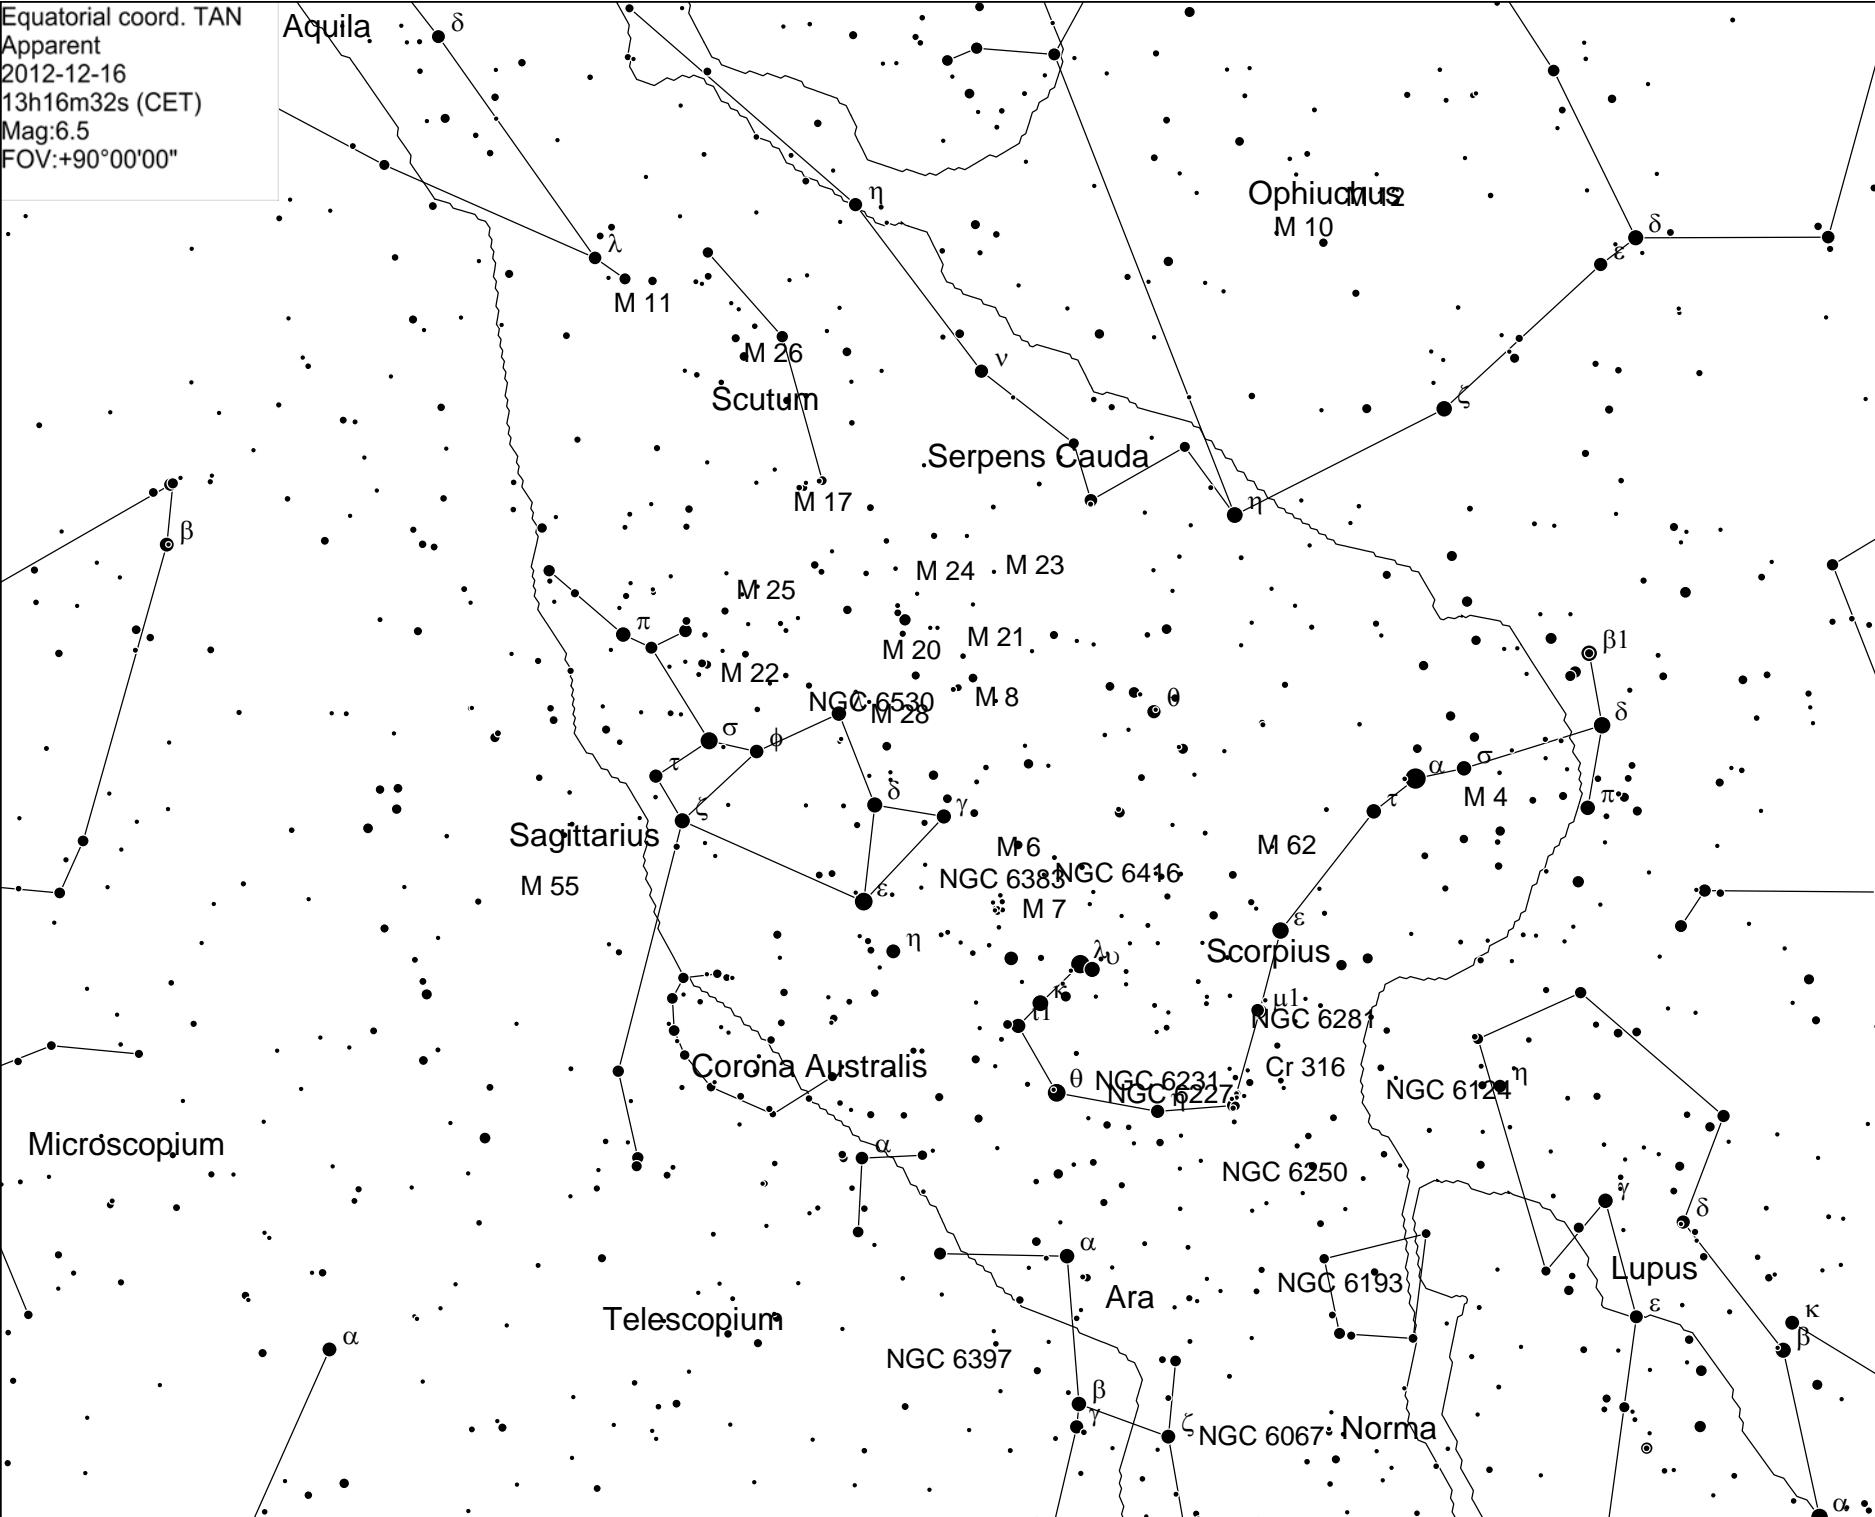 Equatorial coord. TAN
Apparent
2012-12-16
13h16m32s (CET)
Mag:6.5
FOV:+90°00'00"
Aquila
δ
η
Ophiuchus
M 12
M 10
δ
ε
λ
M 11
M 26
ν
Scutum
ζ
Serpens Cauda
M 17
η
β
M 24
M 23
M 25
π
M 20
M 21
β1
M 22
NGC 6530
λ
M 28
M 8
θ
σ
φ
δ
τ
α
σ
M 4
δ
γ
τ
π
ζ
Sagittarius
M 6
M 62
NGC 6383
NGC 6416
M 55
ε
M 7
ε
η
Scorpius
λ
υ
κ
ι1
μ1
NGC 6281
Corona Australis
Cr 316
θ
NGC 6231
NGC 6227
η
NGC 6124
η
Microscopium
α
NGC 6250
γ
δ
α
Lupus
NGC 6193
Ara
ε
κ
Telescopium
α
β
NGC 6397
β
γ
ζ
NGC 6067
Norma
α